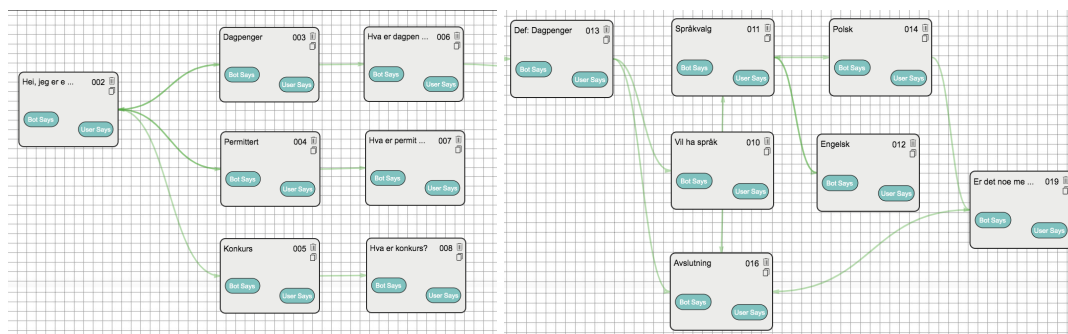 Hei, jeg er e ... 002
Bot Says
User Says
Dagpenger 003
Bot Says
User Says
Hva er dagpen ... 006
Bot Says
User Says
Permittert 004
Bot Says
User Says
Hva er permit ... 007
Bot Says
User Says
Konkurs 005
Bot Says
User Says
Hva er konkurs? 008
Bot Says
User Says
Def: Dagpenger 013
Bot Says
User Says
Språkvalg 011
Bot Says
User Says
Polsk 014
Bot Says
User Says
Vil ha språk 010
Bot Says
User Says
Engelsk 012
Bot Says
User Says
Er det noe me ... 019
Bot Says
User Says
Avslutning 016
Bot Says
User Says